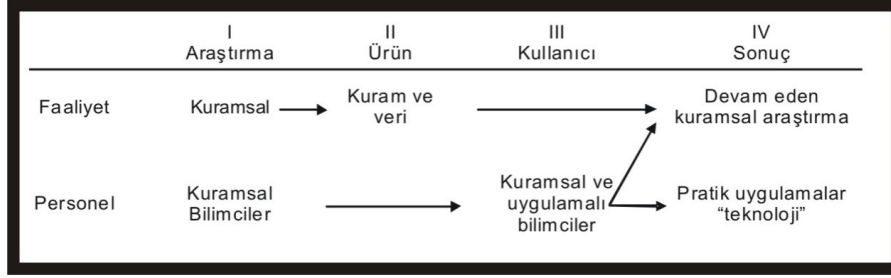 I II III IV
Araştırma Ürün Kullanıcı Sonuç
Faaliyet Kuramsal Kuram ve veri Devam eden kuramsal araştırma
Personel Kuramsal Bilimciler Kuramsal ve uygulamalı bilimciler Pratik uygulamalar "teknoloji"